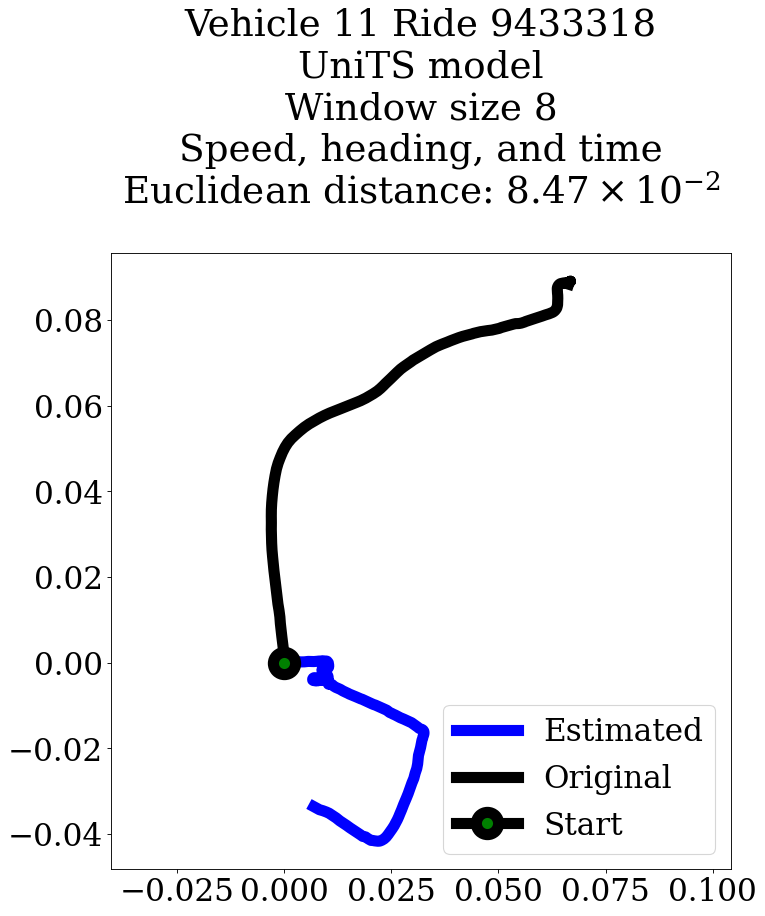 Vehicle 11 Ride 9433318
UniTS model
Window size 8
Speed, heading, and time
Euclidean distance: 8.47 × 10⁻²
0.08
0.06
0.04
0.02
0.00
−0.02
−0.04
Estimated
Original
Start
−0.025 0.000 0.025 0.050 0.075 0.100